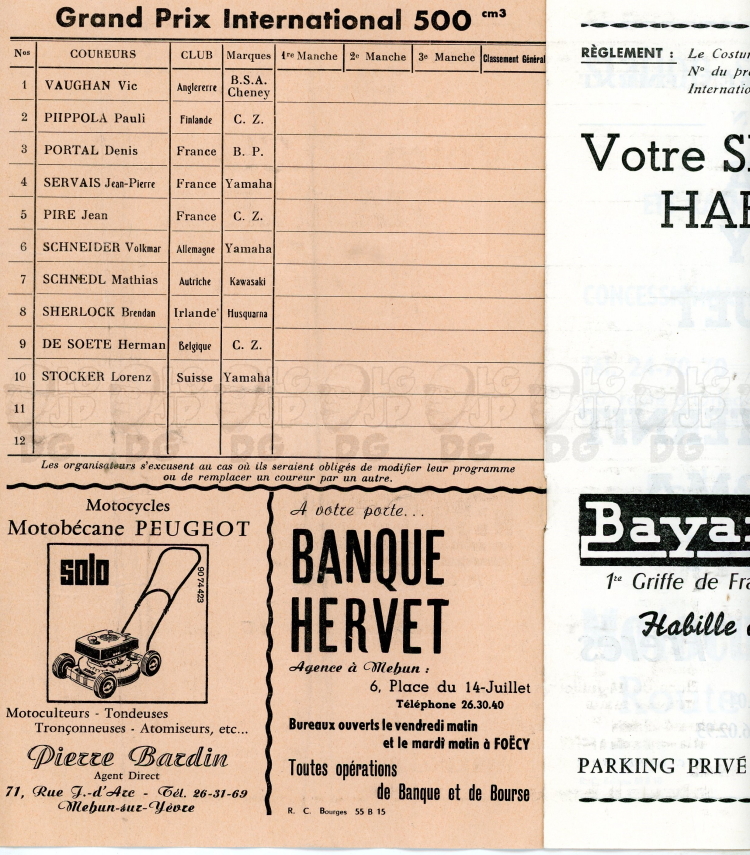 Grand Prix International 500 cm3
Nos COUREURS CLUB Marques 1re Manche 2e Manche 3e Manche Classement Général
1 VAUGHAN Vic Anglererre B.S.A. Cheney
2 PIIPPOLA Pauli Finlande C. Z.
3 PORTAL Denis France B. P.
4 SERVAIS Jean-Pierre France Yamaha
5 PIRE Jean France C. Z.
6 SCHNEIDER Volkmar Allemagne Yamaha
7 SCHNEDL Mathias Autriche Kawasaki
8 SHERLOCK Brendan Irlande' Husquarna
9 DE SOETE Herman Belgique C. Z.
10 STOCKER Lorenz Suisse Yamaha
11
12
Les organisateurs s'excusent au cas où ils seraient obligés de modifier leur programme
ou de remplacer un coureur par un autre.
Motocycles
Motobécane PEUGEOT
solo
9074423
Motoculteurs - Tondeuses
Tronçonneuses - Atomiseurs, etc...
Pierre Bardin
Agent Direct
71, Rue J.-d'Arc - Tél. 26-31-69
Mehun-sur-Yèvre
A votre porte...
BANQUE
HERVET
Agence à Mehun :
6, Place du 14-Juillet
Téléphone 26.30.40
Bureaux ouverts le vendredi matin
et le mardi matin à FOËCY
Toutes opérations
de Banque et de Bourse
R. C. Bourges 55 B 15
RÈGLEMENT : Le Costu
N° du pr
Internatio
Votre S
HA
Baya
1re Griffe de Fra
Habille
PARKING PRIVÉ
LG
JP
DG